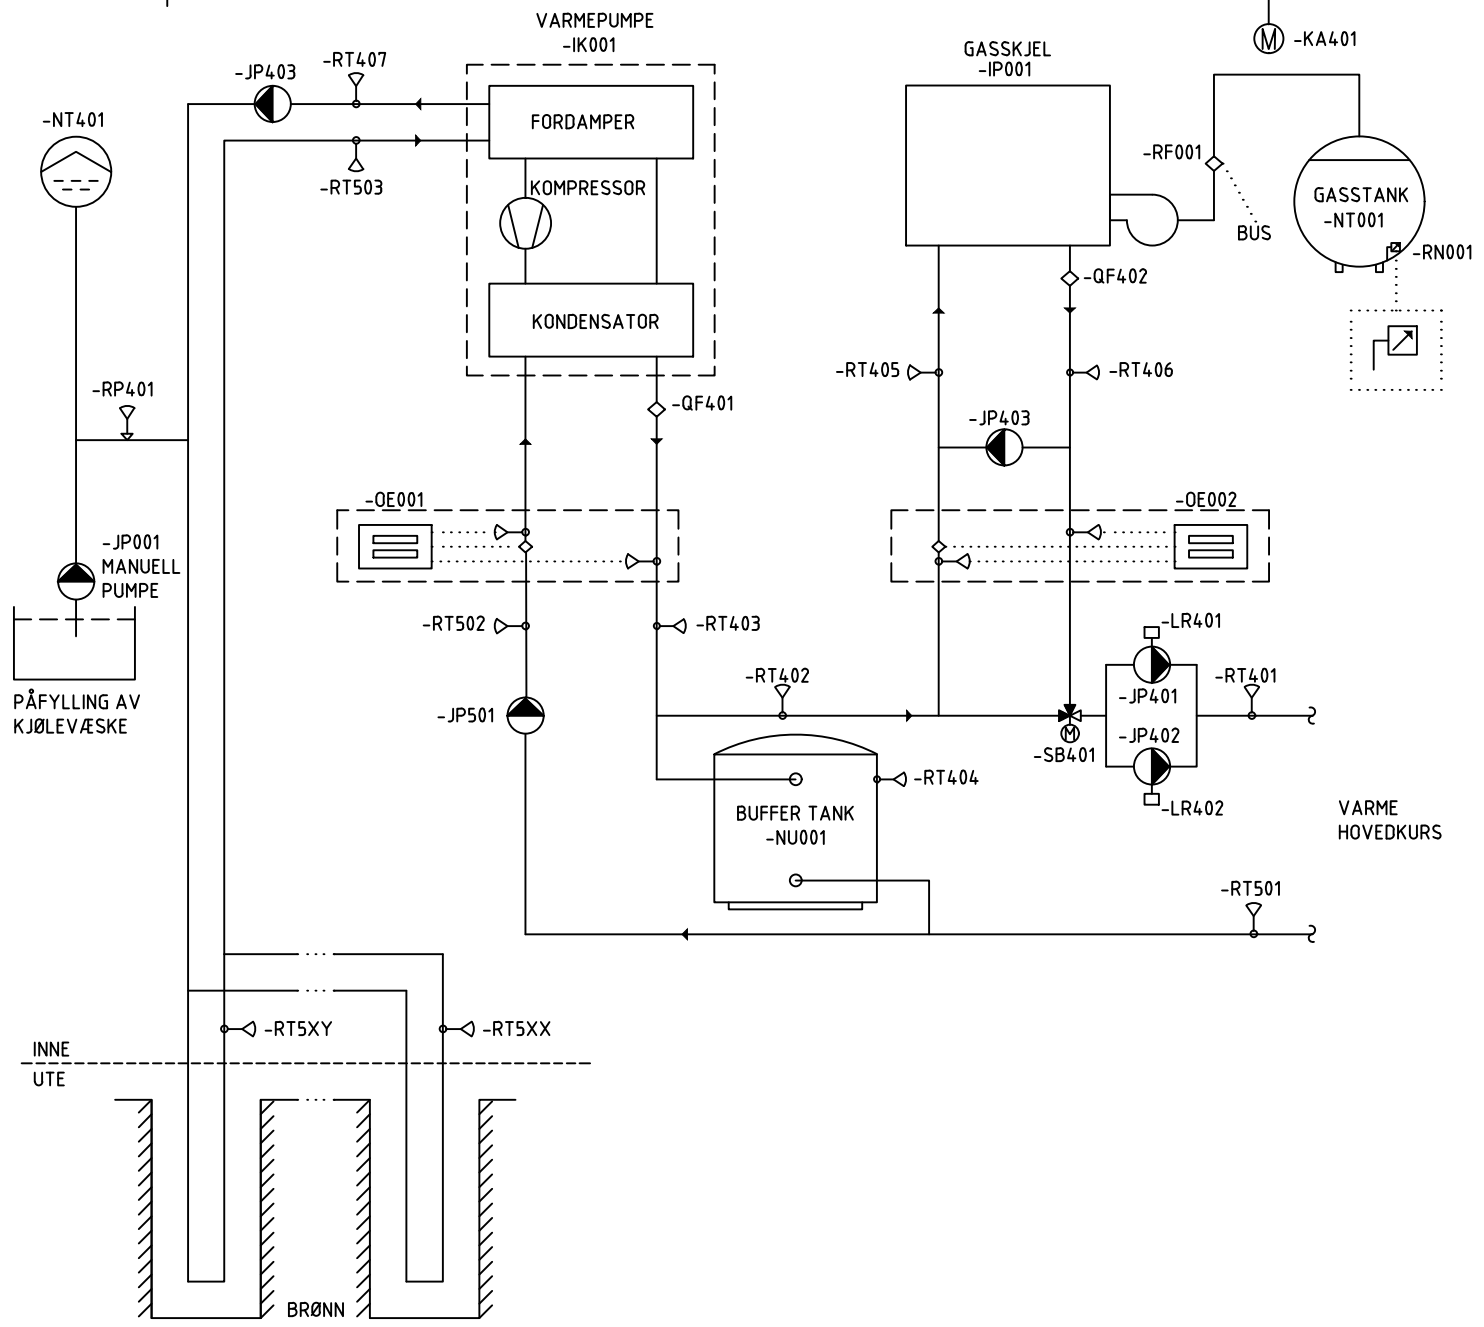 VARMEPUMPE
-IK001
GASSKJEL
-IP001
-KA401
-JP403
-RT407
-NT401
FORDAMPER
-RT503
KOMPRESSOR
-RF001
BUS
GASSTANK
-NT001
-RN001
-QF402
KONDENSATOR
-RT405
-RT406
-RP401
-QF401
-JP403
-OE001
-OE002
-JP001
MANUELL
PUMPE
-RT502
-RT403
-LR401
-RT402
-RT401
PÅFYLLING AV
KJØLEVÆSKE
-JP501
-JP401
-JP402
-SB401
-RT404
-LR402
BUFFER TANK
-NU001
VARME
HOVEDKURS
-RT501
-RT5XY
-RT5XX
INNE
UTE
BRØNN
M
M